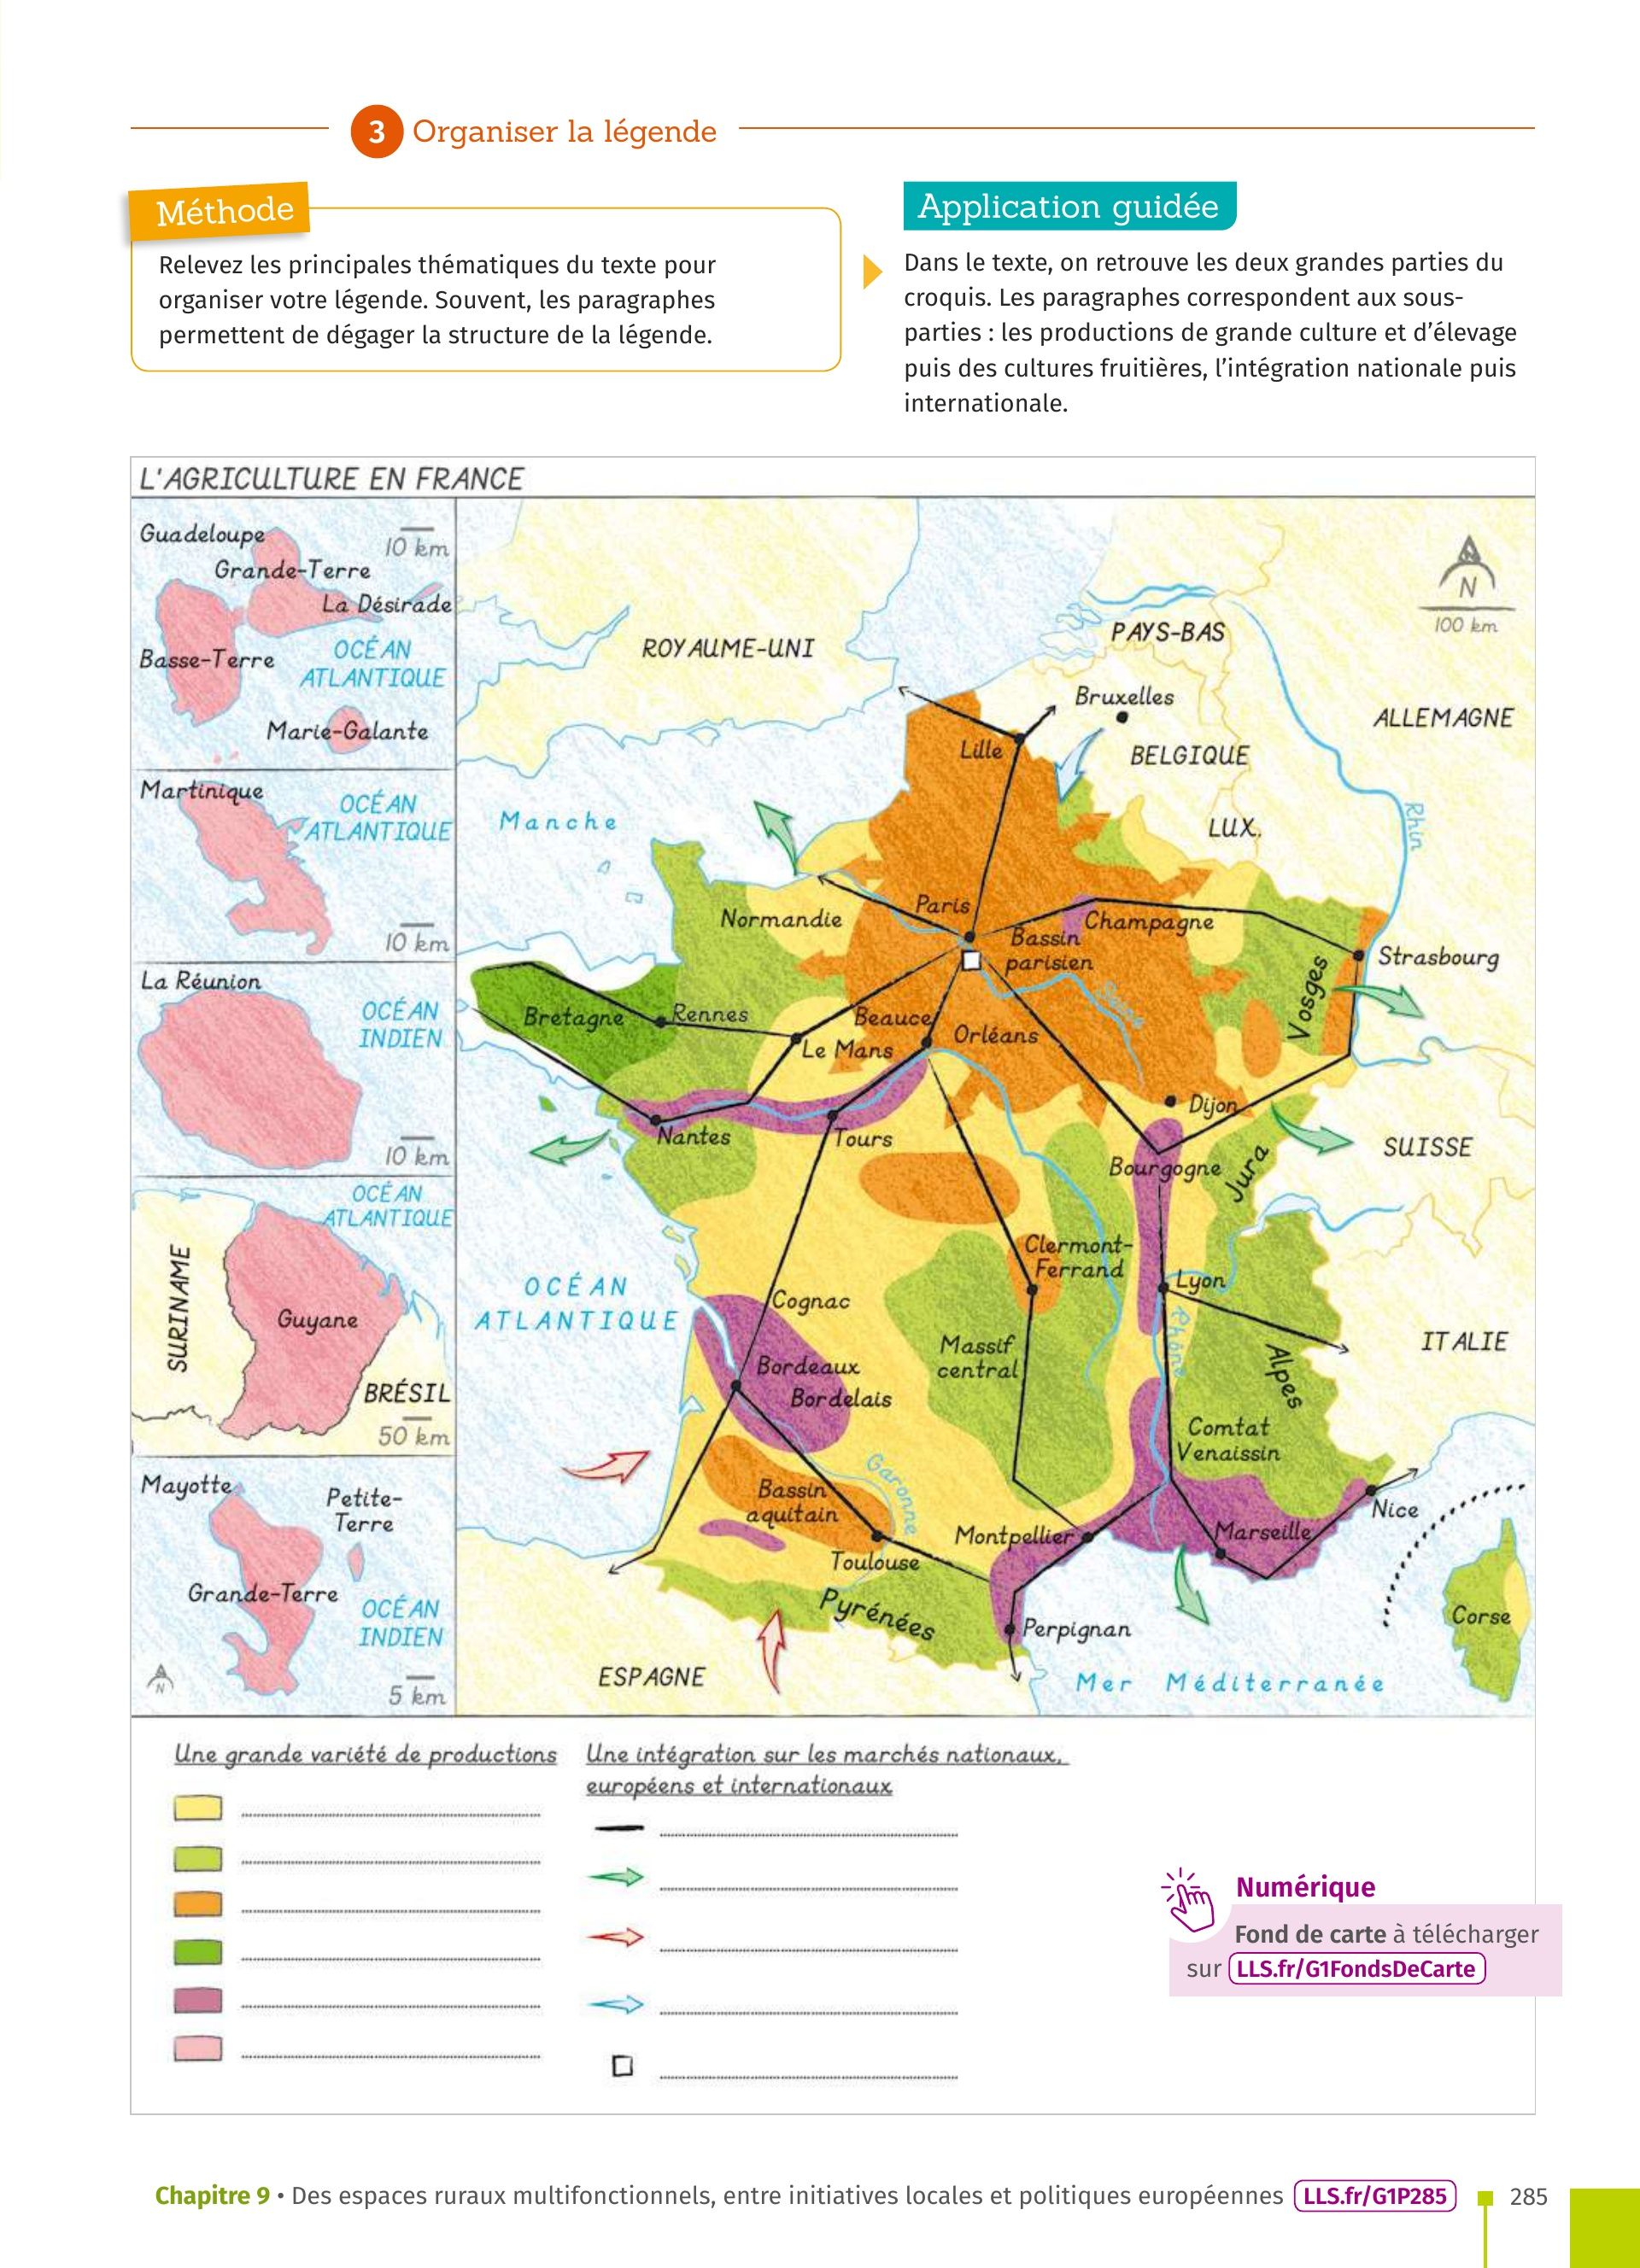 3 Organiser la légende
Méthode
Relevez les principales thématiques du texte pour
organiser votre légende. Souvent, les paragraphes
permettent de dégager la structure de la légende.
Application guidée
Dans le texte, on retrouve les deux grandes parties du
croquis. Les paragraphes correspondent aux sous-
parties : les productions de grande culture et d’élevage
puis des cultures fruitières, l’intégration nationale puis
internationale.
L'AGRICULTURE EN FRANCE
Guadeloupe
10 km
Grande-Terre
La Désirade
Basse-Terre
OCÉAN
ATLANTIQUE
Marie-Galante
Martinique
OCÉAN
ATLANTIQUE
10 km
La Réunion
OCÉAN
INDIEN
10 km
OCÉAN
ATLANTIQUE
SURINAME
Guyane
BRÉSIL
50 km
Mayotte
Petite-
Terre
Grande-Terre
OCÉAN
INDIEN
N
5 km
N
100 km
ROYAUME-UNI
PAYS-BAS
Bruxelles
ALLEMAGNE
Lille
BELGIQUE
Manche
LUX.
Rhin
Normandie
Paris
Champagne
Bassin
parisien
Strasbourg
Vosges
Seine
Bretagne
Rennes
Beauce
Le Mans
Orléans
Dijon
Nantes
Tours
Bourgogne
Jura
SUISSE
Clermont-
Ferrand
Lyon
OCÉAN
ATLANTIQUE
Cognac
Rhône
ITALIE
Massif
central
Alpes
Bordeaux
Bordelais
Comtat
Venaissin
Garonne
Bassin
aquitain
Nice
Montpellier
Marseille
Toulouse
Pyrénées
Perpignan
Corse
ESPAGNE
Mer Méditerranée
Une grande variété de productions
Une intégration sur les marchés nationaux,
européens et internationaux
Numérique
Fond de carte à télécharger
sur LLS.fr/G1FondsDeCarte
Chapitre 9 • Des espaces ruraux multifonctionnels, entre initiatives locales et politiques européennes LLS.fr/G1P285 285